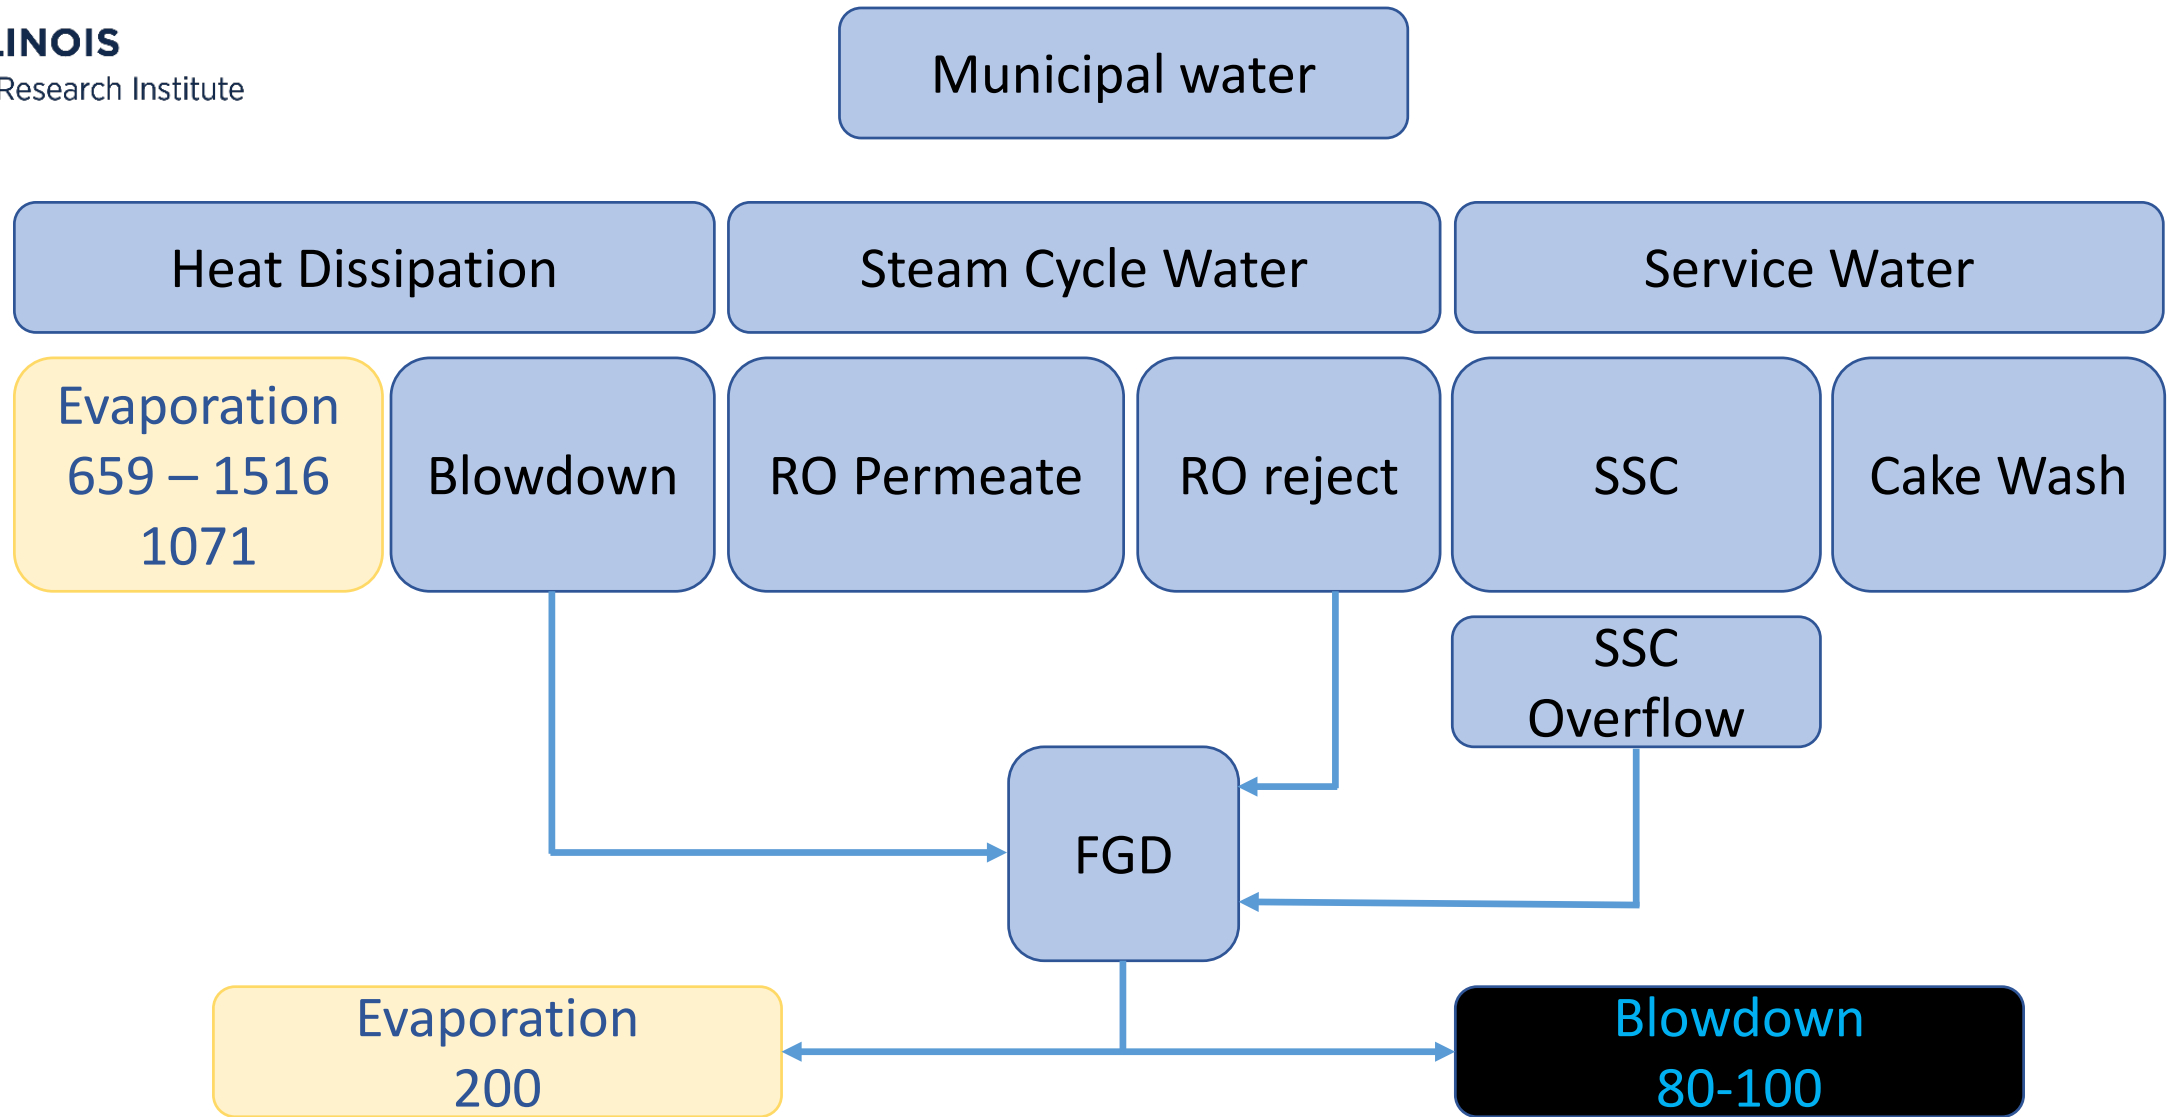 LINOIS
Research Institute
Municipal water
Heat Dissipation
Steam Cycle Water
Service Water
Evaporation
659 – 1516
1071
Blowdown
RO Permeate
RO reject
SSC
Cake Wash
SSC
Overflow
FGD
Evaporation
200
Blowdown
80-100